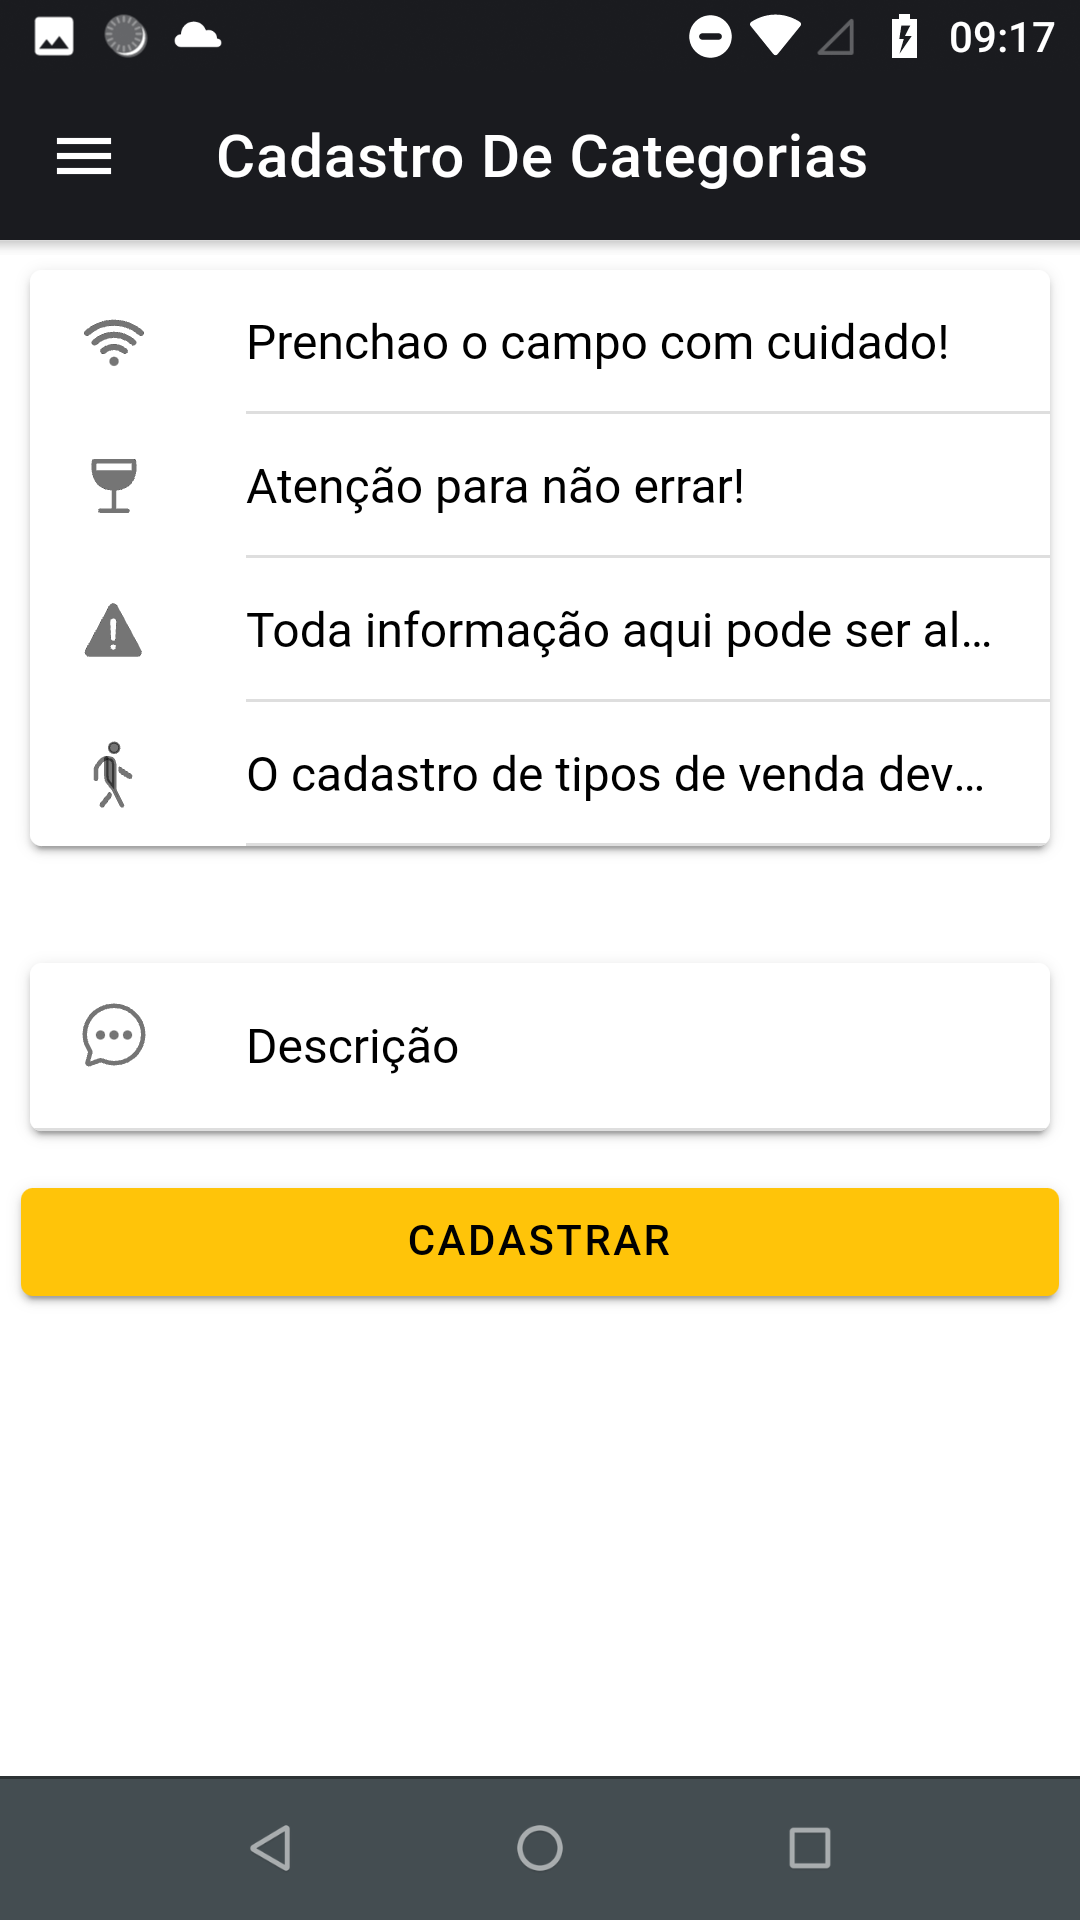 09:17
Cadastro De Categorias
Prenchao o campo com cuidado!
Atenção para não errar!
Toda informação aqui pode ser al...
O cadastro de tipos de venda dev...
Descrição
CADASTRAR